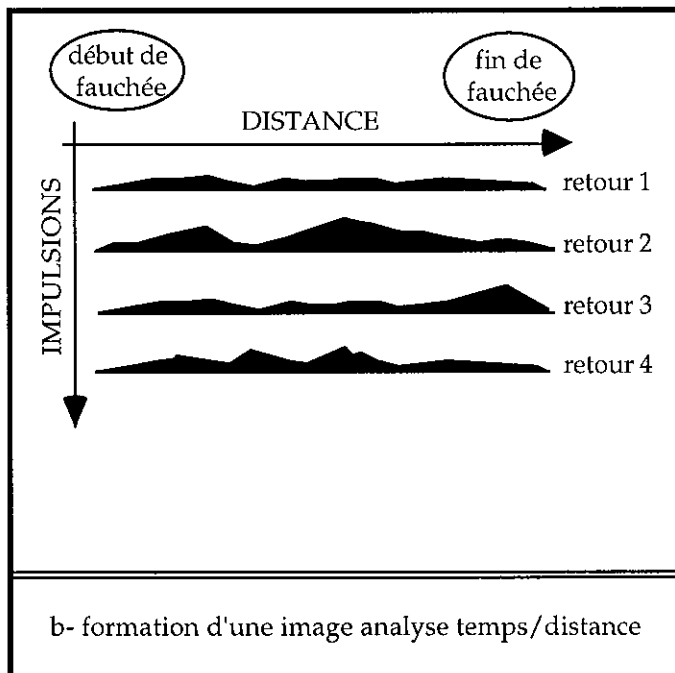 début de
fauchée
fin de
fauchée
DISTANCE
IMPULSIONS
retour 1
retour 2
retour 3
retour 4
b- formation d'une image analyse temps/distance